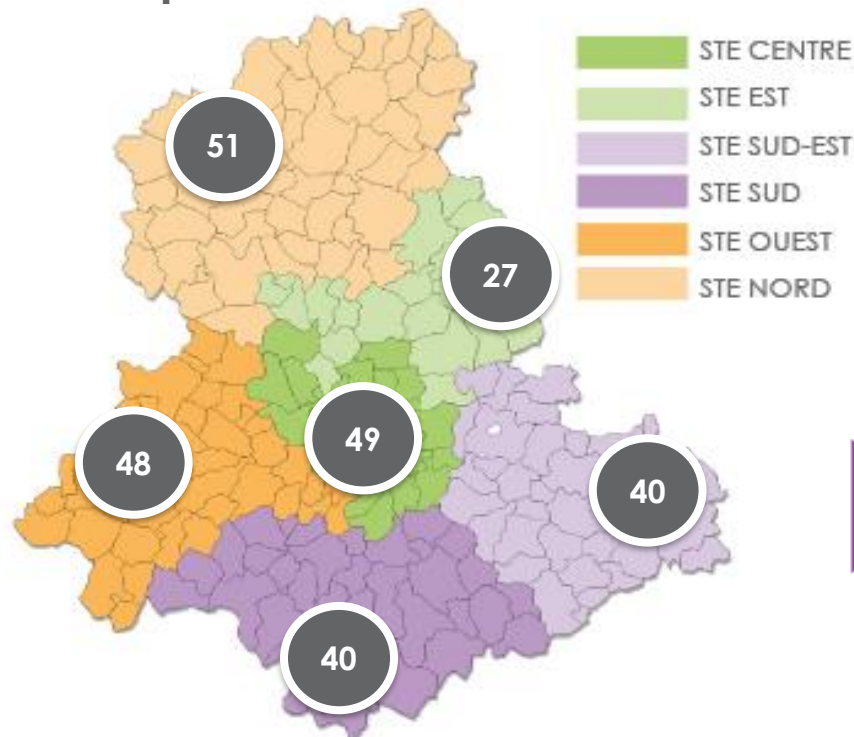 STE CENTRE
STE EST
STE SUD-EST
STE SUD
STE OUEST
STE NORD
51
27
49
48
40
40